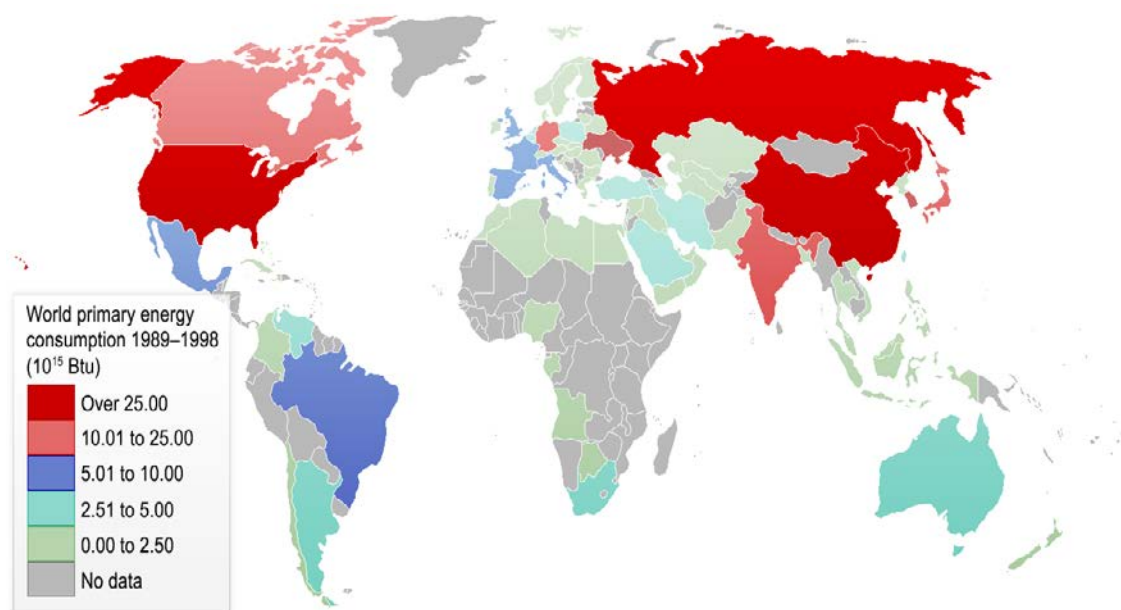 World primary energy
consumption 1989–1998
(10¹⁵ Btu)
Over 25.00
10.01 to 25.00
5.01 to 10.00
2.51 to 5.00
0.00 to 2.50
No data